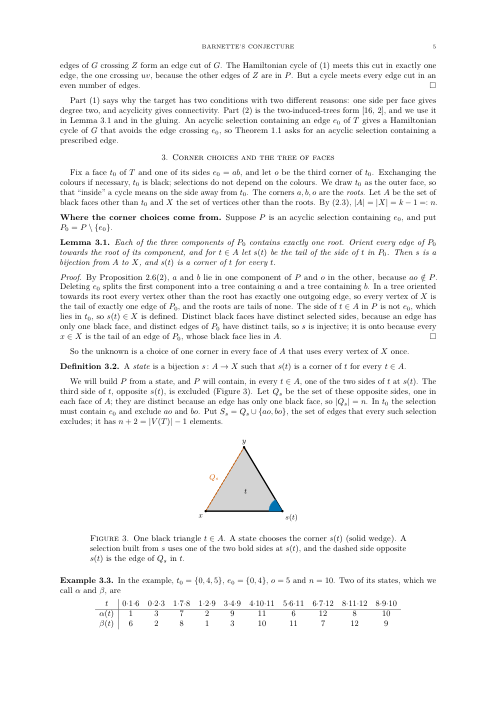 BARNETTE'S CONJECTURE 5
edges of G crossing Z form an edge cut of G. The Hamiltonian cycle of (1) meets this cut in exactly one
edge, the one crossing uv, because the other edges of Z are in P. But a cycle meets every edge cut in an
even number of edges. □
Part (1) says why the target has two conditions with two different reasons: one side per face gives
degree two, and acyclicity gives connectivity. Part (2) is the two-induced-trees form [16, 2], and we use it
in Lemma 3.1 and in the gluing. An acyclic selection containing an edge e₀ of T gives a Hamiltonian
cycle of G that avoids the edge crossing e₀, so Theorem 1.1 asks for an acyclic selection containing a
prescribed edge.
3. Corner choices and the tree of faces
Fix a face t₀ of T and one of its sides e₀ = ab, and let o be the third corner of t₀. Exchanging the
colours if necessary, t₀ is black; selections do not depend on the colours. We draw t₀ as the outer face, so
that "inside" a cycle means on the side away from t₀. The corners a, b, o are the roots. Let A be the set of
black faces other than t₀ and X the set of vertices other than the roots. By (2.3), |A| = |X| = k − 1 =: n.
Where the corner choices come from. Suppose P is an acyclic selection containing e₀, and put
P₀ = P \ {e₀}.
Lemma 3.1. Each of the three components of P₀ contains exactly one root. Orient every edge of P₀
towards the root of its component, and for t ∈ A let s(t) be the tail of the side of t in P₀. Then s is a
bijection from A to X, and s(t) is a corner of t for every t.
Proof. By Proposition 2.6(2), a and b lie in one component of P and o in the other, because ao ∉ P.
Deleting e₀ splits the first component into a tree containing a and a tree containing b. In a tree oriented
towards its root every vertex other than the root has exactly one outgoing edge, so every vertex of X is
the tail of exactly one edge of P₀, and the roots are tails of none. The side of t ∈ A in P is not e₀, which
lies in t₀, so s(t) ∈ X is defined. Distinct black faces have distinct selected sides, because an edge has
only one black face, and distinct edges of P₀ have distinct tails, so s is injective; it is onto because every
x ∈ X is the tail of an edge of P₀, whose black face lies in A. □
So the unknown is a choice of one corner in every face of A that uses every vertex of X once.
Definition 3.2. A state is a bijection s: A → X such that s(t) is a corner of t for every t ∈ A.
We will build P from a state, and P will contain, in every t ∈ A, one of the two sides of t at s(t). The
third side of t, opposite s(t), is excluded (Figure 3). Let Qₛ be the set of these opposite sides, one in
each face of A; they are distinct because an edge has only one black face, so |Qₛ| = n. In t₀ the selection
must contain e₀ and exclude ao and bo. Put Sₛ = Qₛ ∪ {ao, bo}, the set of edges that every such selection
excludes; it has n + 2 = |V(T)| − 1 elements.
y
Qₛ
t
x
s(t)
Figure 3. One black triangle t ∈ A. A state chooses the corner s(t) (solid wedge). A
selection built from s uses one of the two bold sides at s(t), and the dashed side opposite
s(t) is the edge of Qₛ in t.
Example 3.3. In the example, t₀ = {0, 4, 5}, e₀ = {0, 4}, o = 5 and n = 10. Two of its states, which we
call α and β, are
t 0·1·6 0·2·3 1·7·8 1·2·9 3·4·9 4·10·11 5·6·11 6·7·12 8·11·12 8·9·10
α(t) 1 3 7 2 9 11 6 12 8 10
β(t) 6 2 8 1 3 10 11 7 12 9